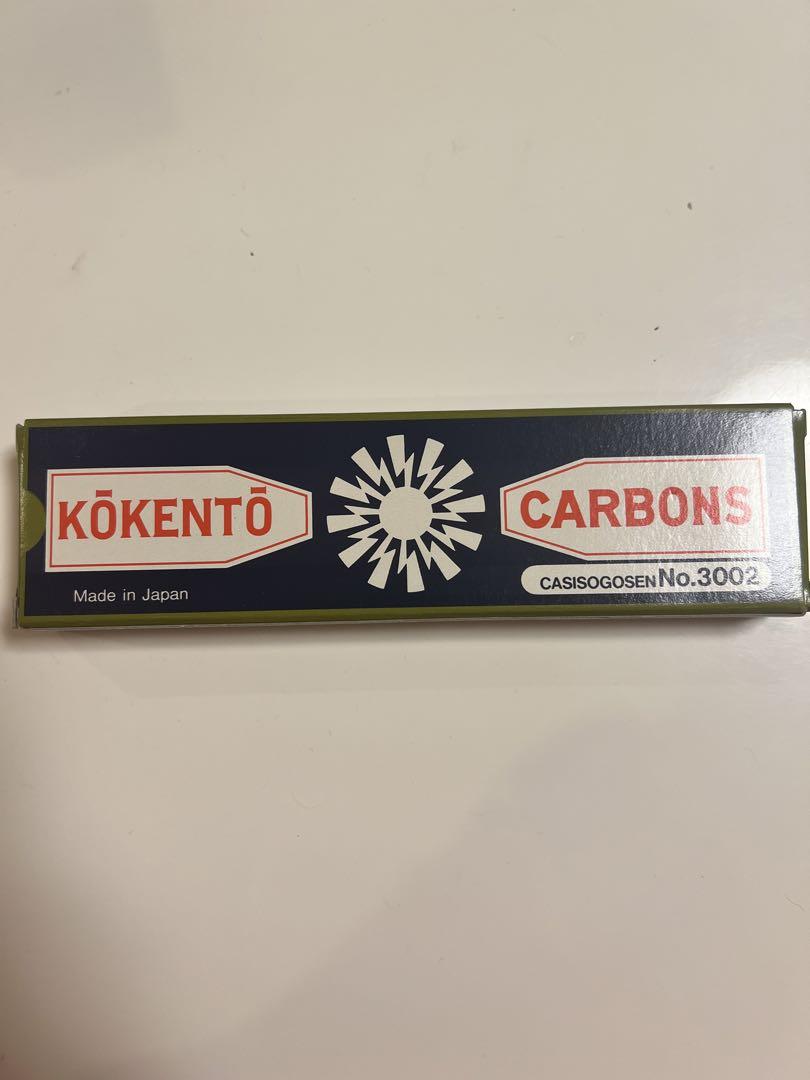 KŌKENTŌ
CARBONS
Made in Japan
CASISOGOSEN No.3002